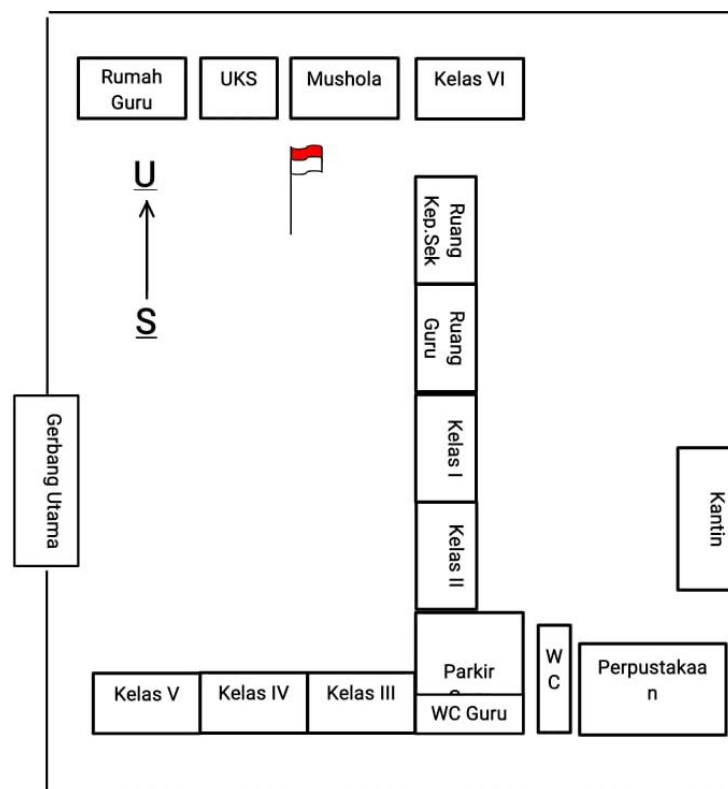 Rumah
Guru
UKS
Mushola
Kelas VI
U
S
Ruang
Kep.Sek
Ruang
Guru
Gerbang Utama
Kelas I
Kelas II
Kantin
Parkir
WC Guru
W
C
Perpustakaa
n
Kelas V
Kelas IV
Kelas III